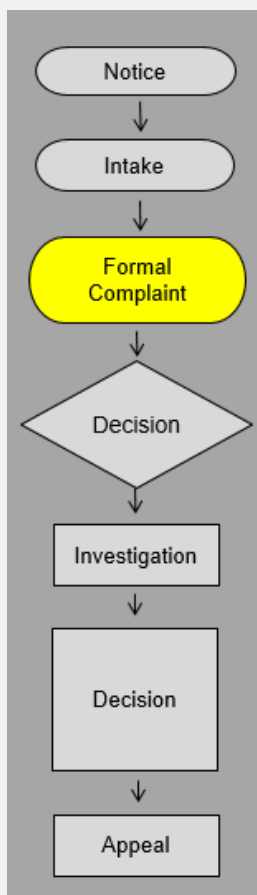 Notice
Intake
Formal
Complaint
Decision
Investigation
Decision
Appeal